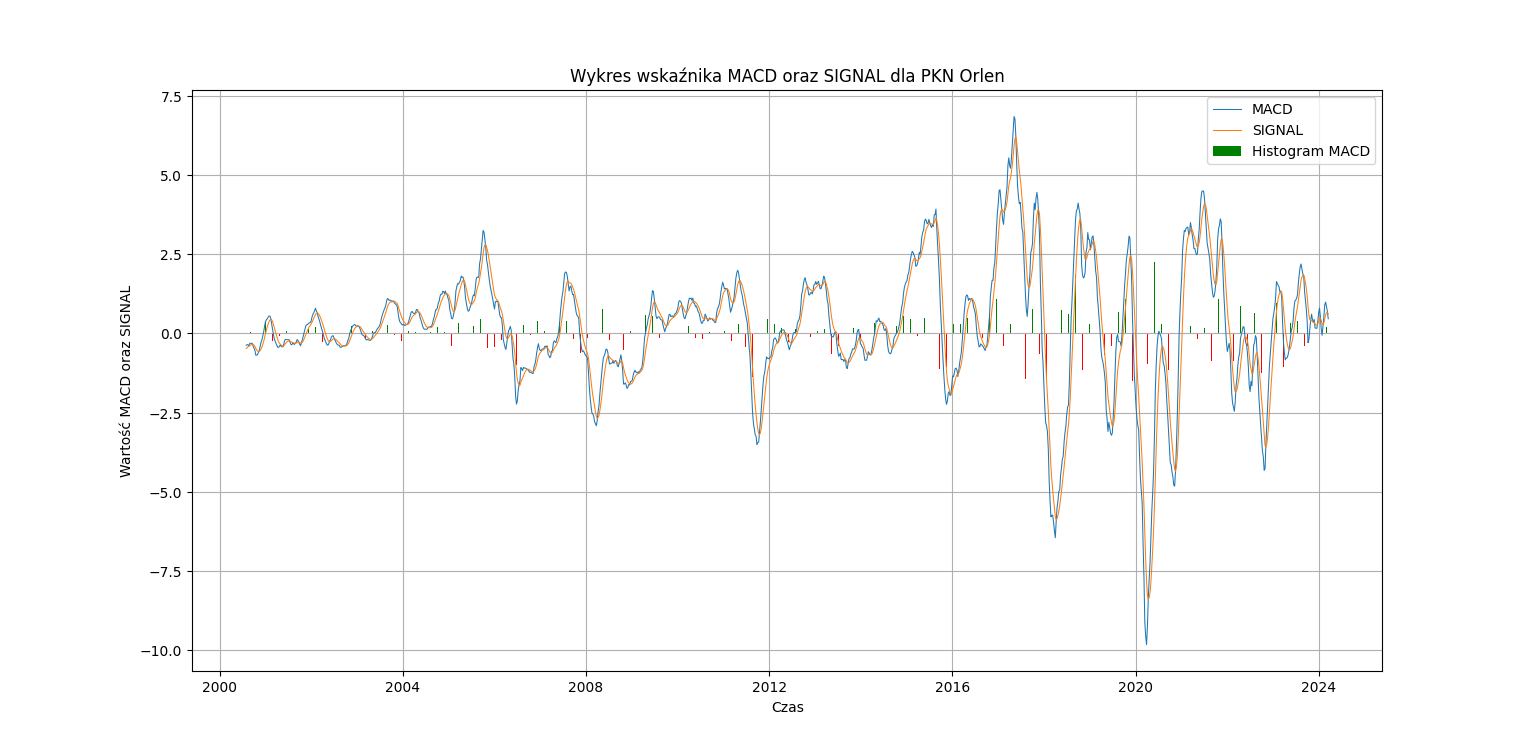 Wykres wskaźnika MACD oraz SIGNAL dla PKN Orlen
MACD
SIGNAL
Histogram MACD
Wartość MACD oraz SIGNAL
7.5
5.0
2.5
0.0
−2.5
−5.0
−7.5
−10.0
2000
2004
2008
2012
2016
2020
2024
Czas